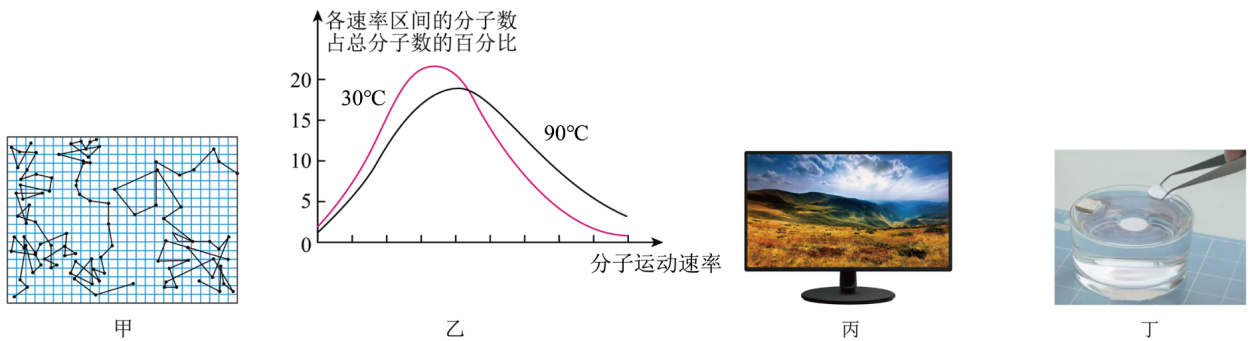 各速率区间的分子数
占总分子数的百分比
20
30℃
15
90℃
10
5
0
分子运动速率
甲
乙
丙
丁